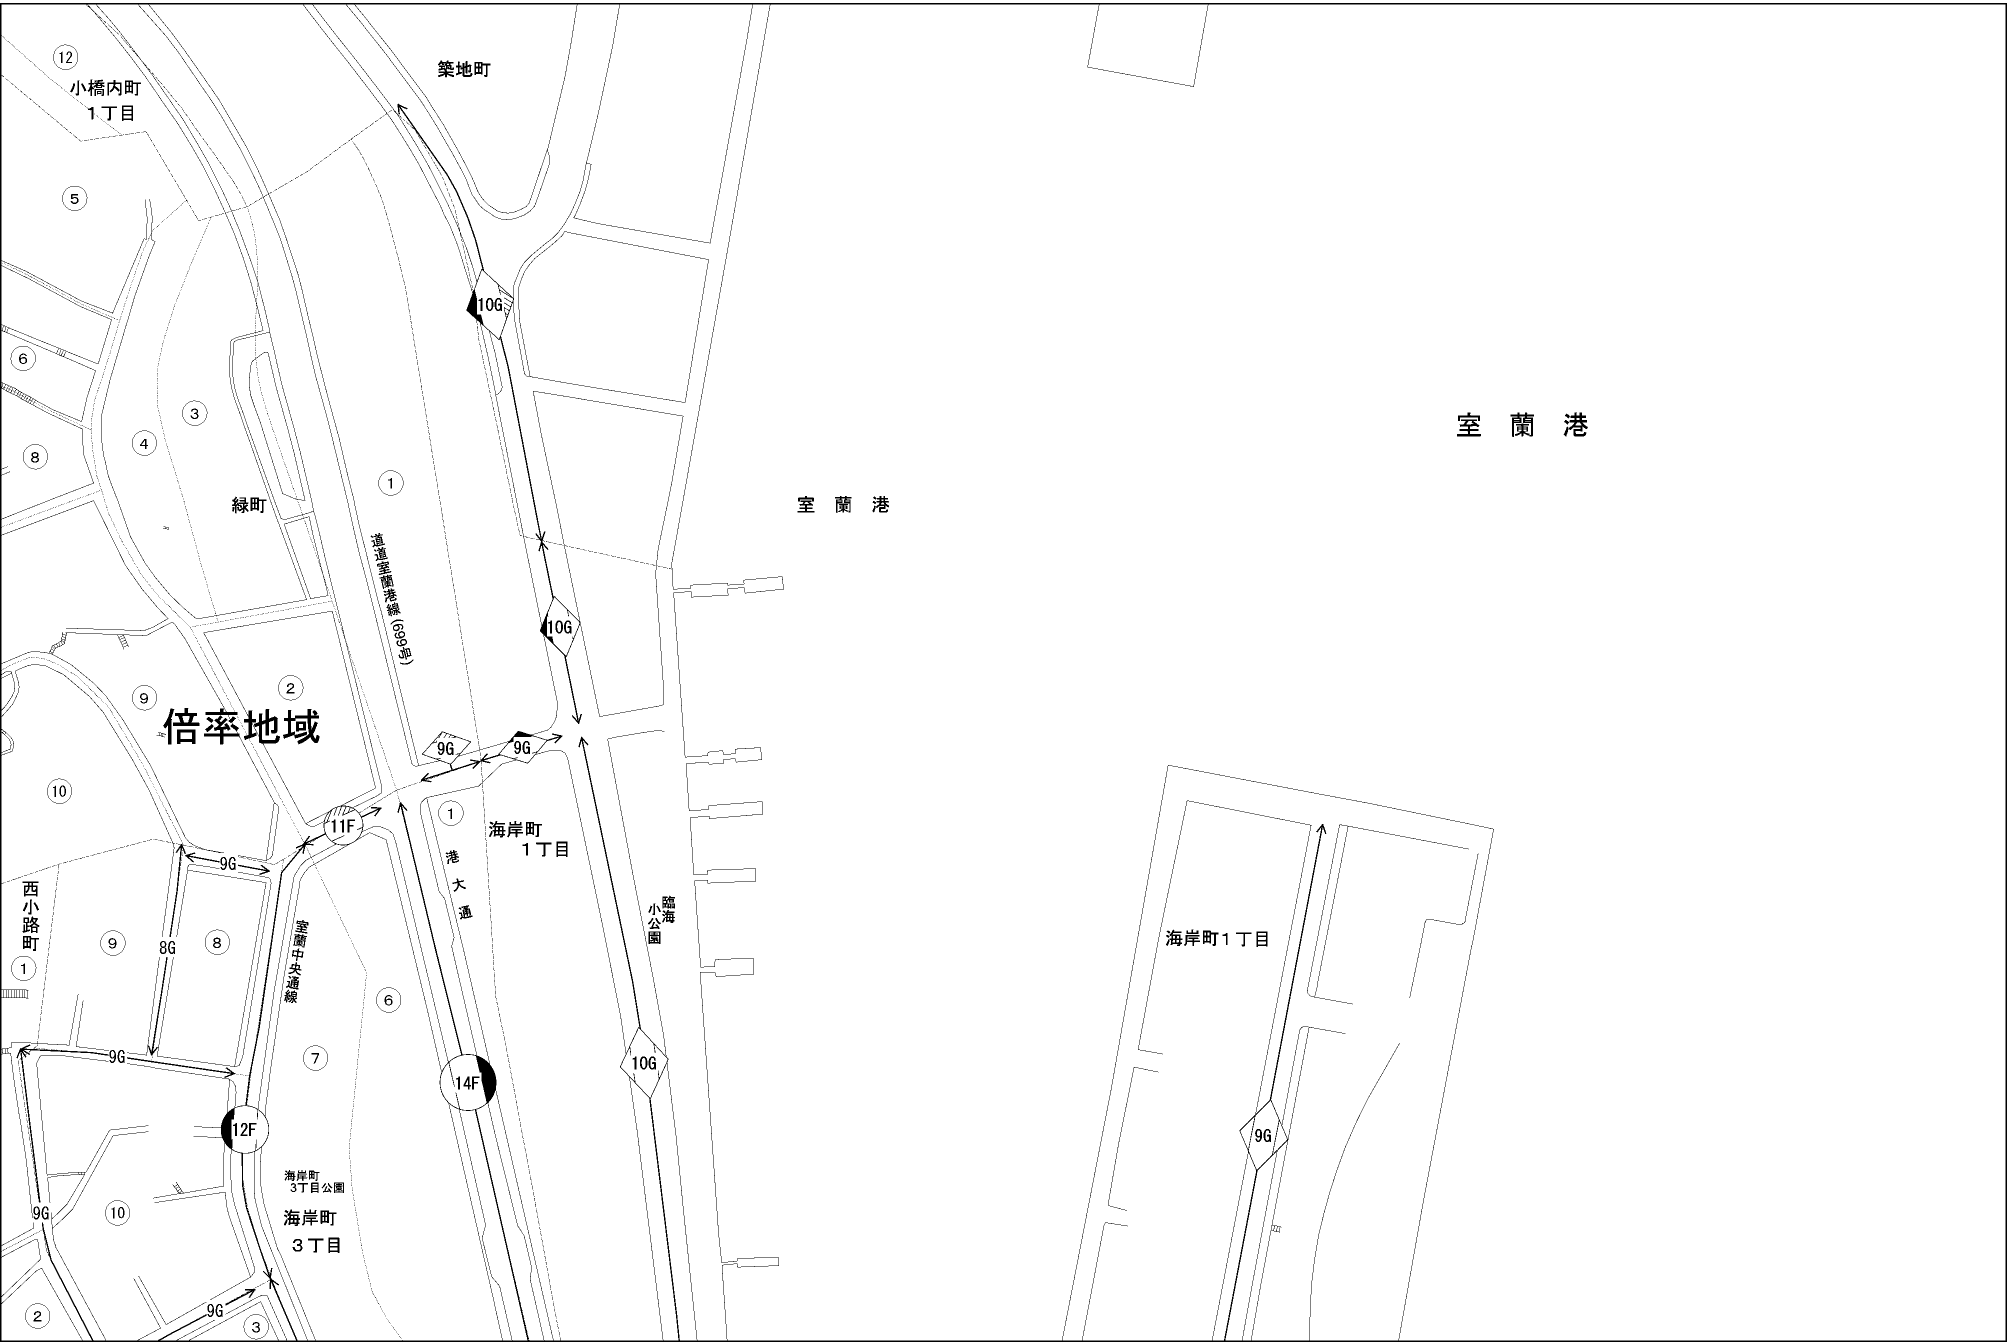 12
小橋内町
1丁目
築地町
5
10G
6
3
4
8
室蘭港
1
緑町
室蘭港
道道室蘭港線(699号)
10G
2
9
倍率地域
9G
9G
10
1
11F
海岸町
1丁目
9G
港大通
西小路町
臨海
小公園
9
8G
8
室蘭中央通線
海岸町1丁目
1
6
9G
7
14F
10G
12F
9G
海岸町
3丁目公園
9G
10
海岸町
3丁目
9G
2
3